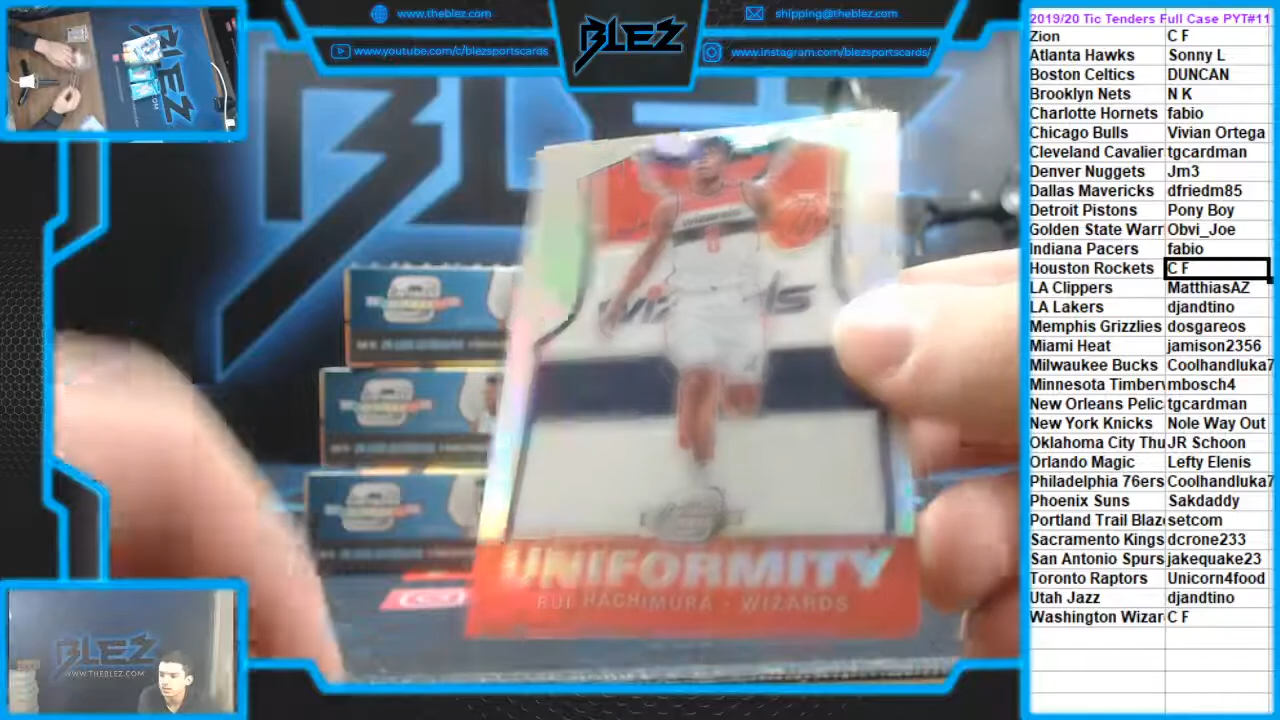 www.theblez.com
shipping@theblez.com
www.youtube.com/c/blezsportscards
www.instagram.com/blezsportscards/
BLEZ
UNIFORMITY
RUI HACHIMURA - WIZARDS
BLEZ
WWW.THEBLEZ.COM
2019/20 Tic Tenders Full Case PYT#11
Zion C F
Atlanta Hawks Sonny L
Boston Celtics DUNCAN
Brooklyn Nets N K
Charlotte Hornets fabio
Chicago Bulls Vivian Ortega
Cleveland Cavalier tgcardman
Denver Nuggets Jm3
Dallas Mavericks dfriedm85
Detroit Pistons Pony Boy
Golden State Warr Obvi_Joe
Indiana Pacers fabio
Houston Rockets C F
LA Clippers MatthiasAZ
LA Lakers djandtino
Memphis Grizzlies dosgareos
Miami Heat jamison2356
Milwaukee Bucks Coolhandluka7
Minnesota Timberv mbosch4
New Orleans Pelic tgcardman
New York Knicks Nole Way Out
Oklahoma City Thu JR Schoon
Orlando Magic Lefty Elenis
Philadelphia 76ers Coolhandluka7
Phoenix Suns Sakdaddy
Portland Trail Blaz setcom
Sacramento Kings dcrone233
San Antonio Spurs jakequake23
Toronto Raptors Unicorn4food
Utah Jazz djandtino
Washington Wizar C F